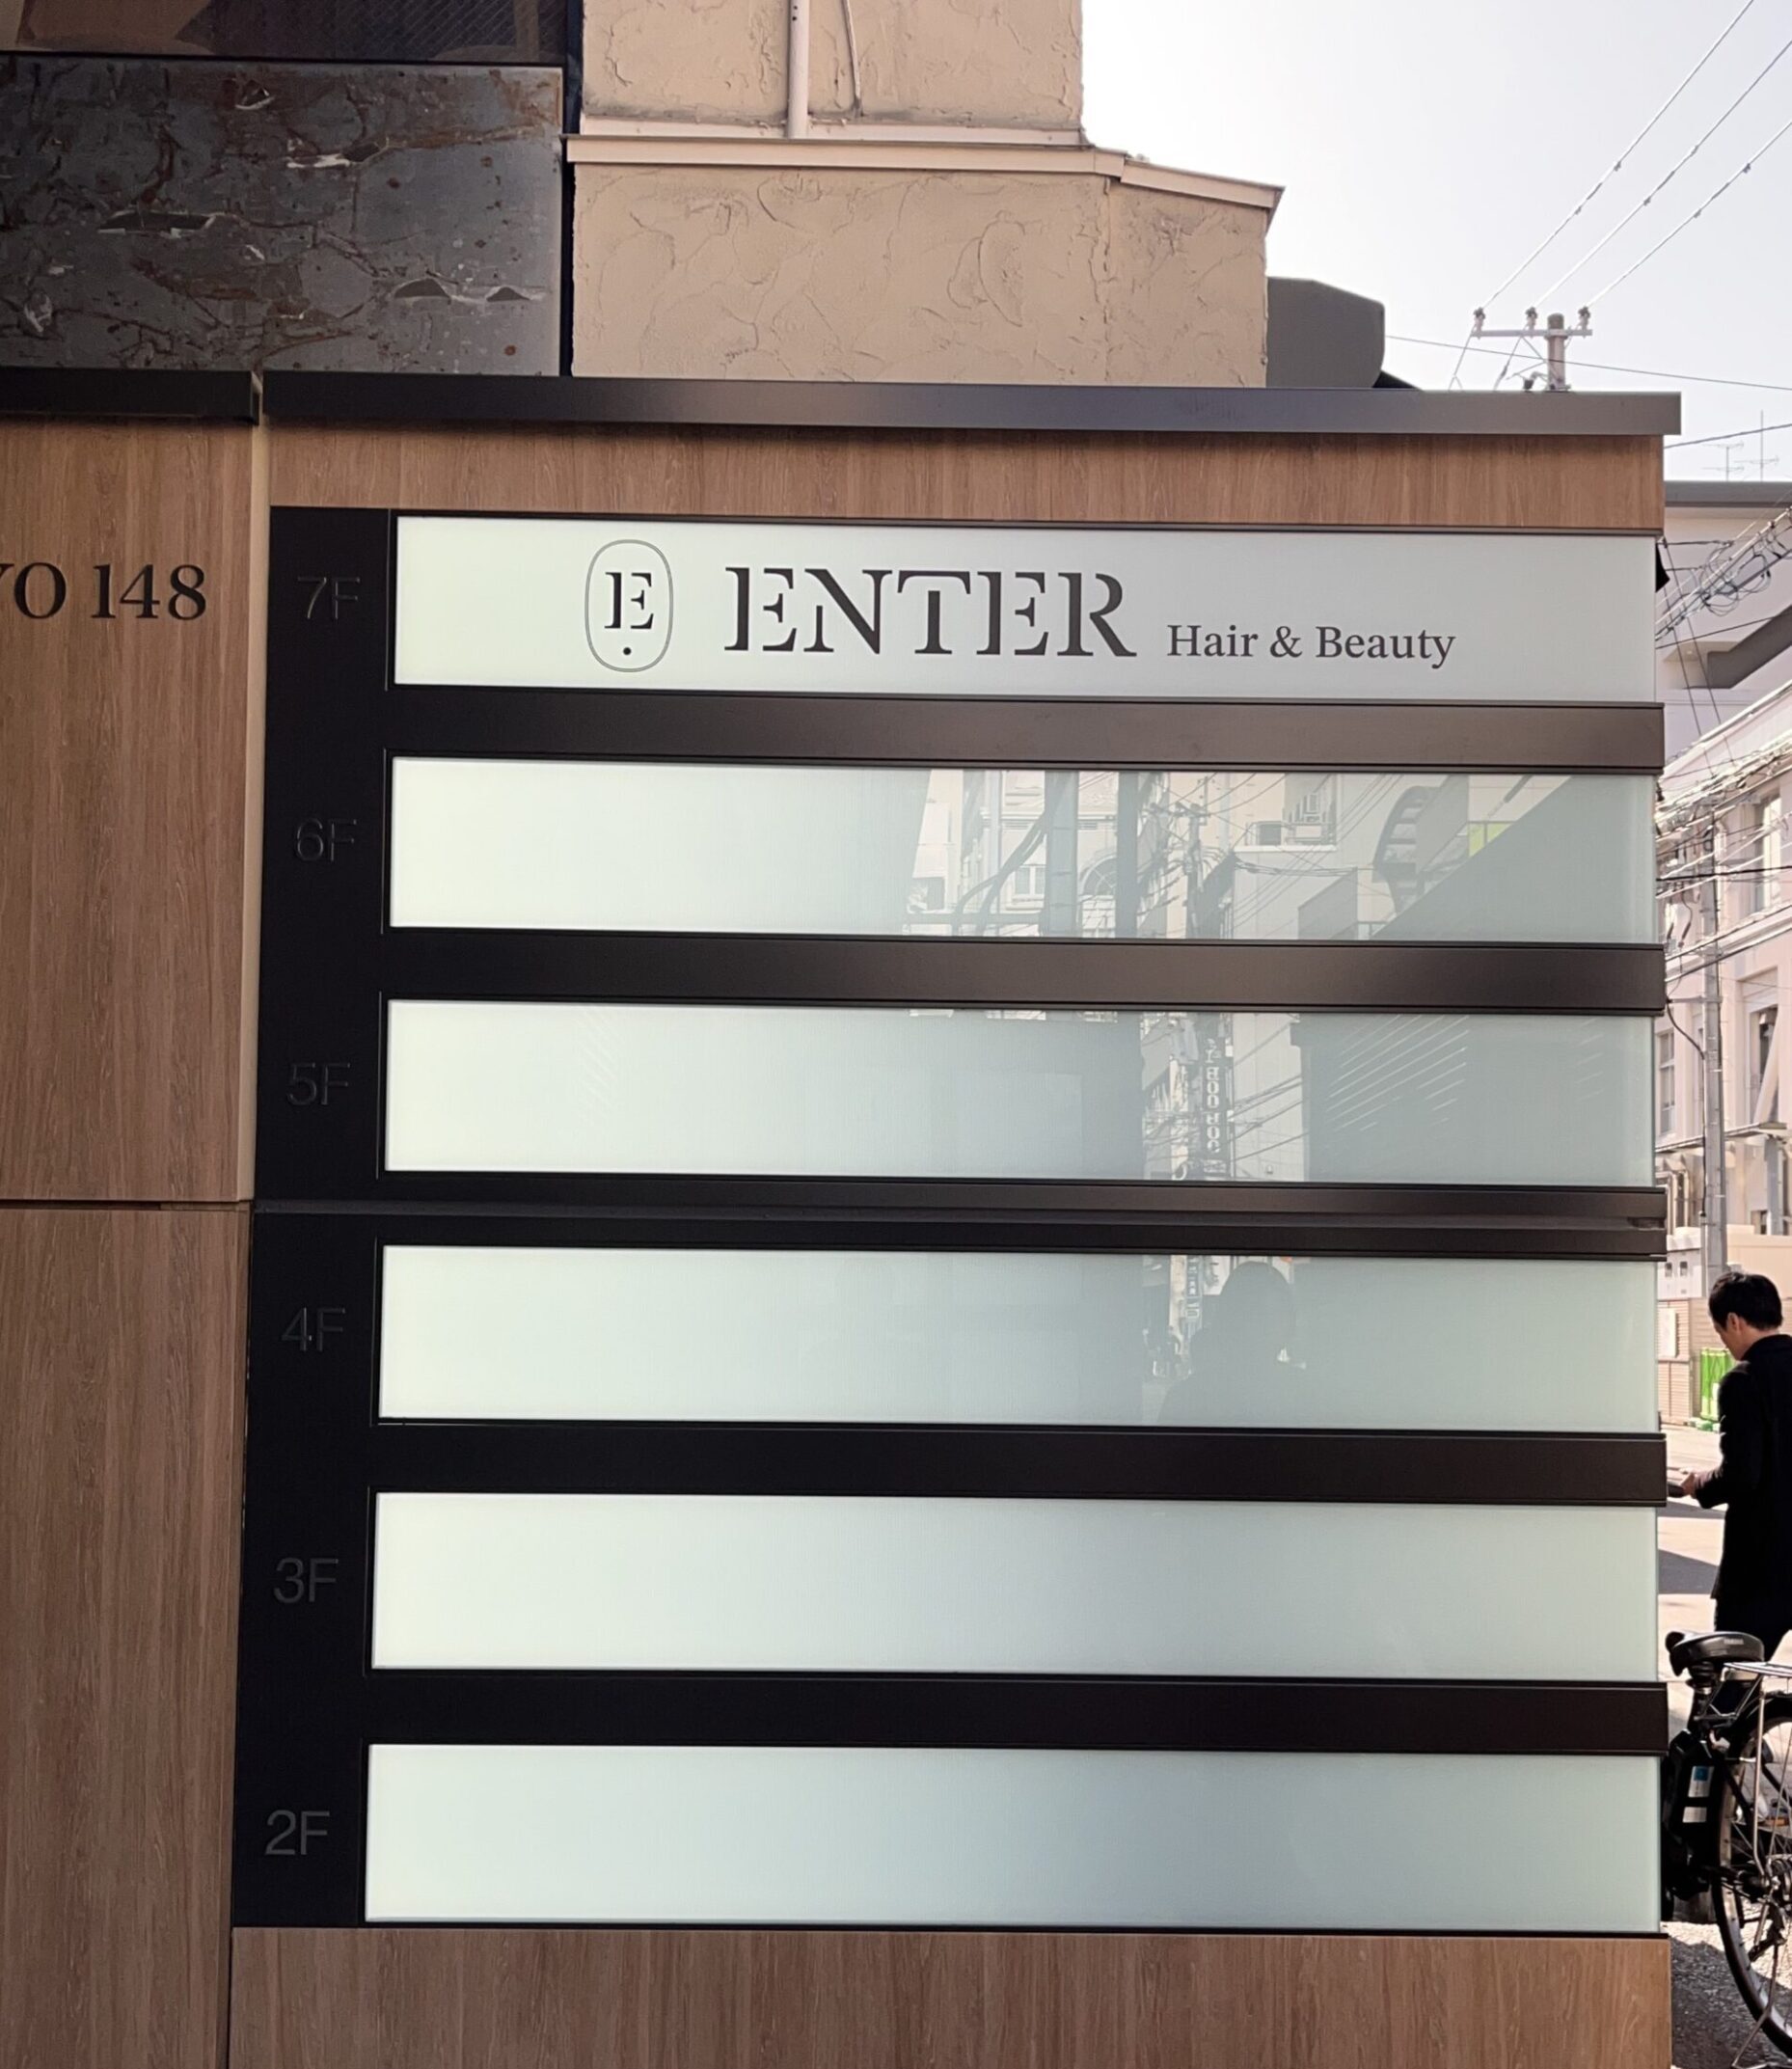 YO 148
7F
E ENTER Hair & Beauty
6F
5F
4F
3F
2F